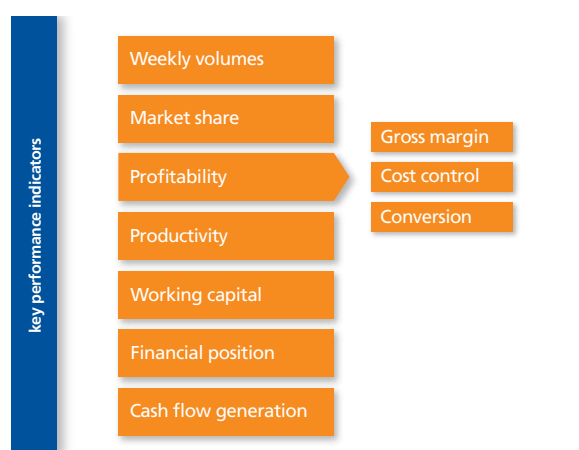 key performance indicators
Weekly volumes
Market share
Profitability
Gross margin
Cost control
Conversion
Productivity
Working capital
Financial position
Cash flow generation